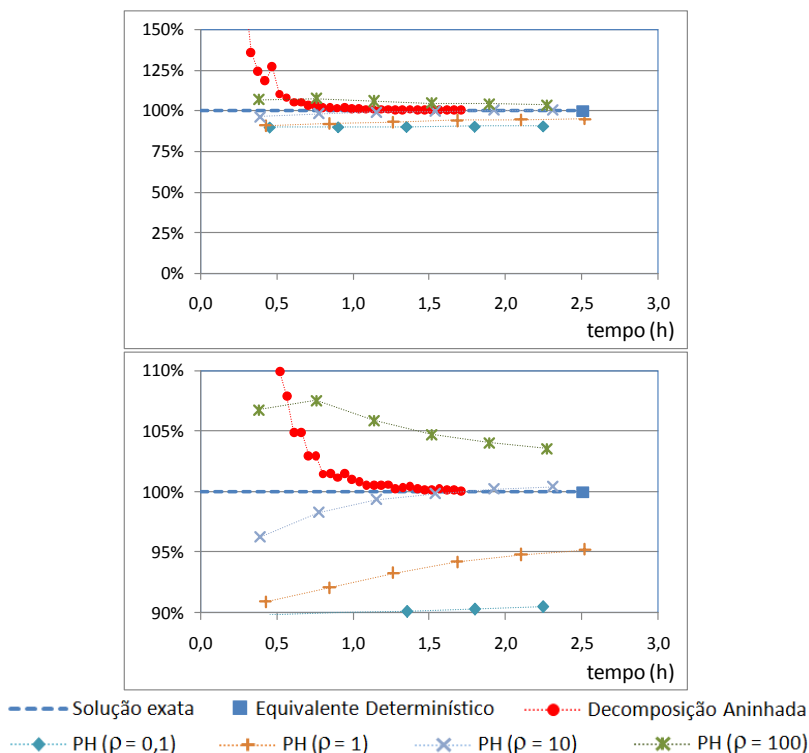 150%
125%
100%
75%
50%
25%
0%
0,0 0,5 1,0 1,5 2,0 2,5 3,0
tempo (h)
110%
105%
100%
95%
90%
0,0 0,5 1,0 1,5 2,0 2,5 3,0
tempo (h)
Solução exata Equivalente Determinístico Decomposição Aninhada
PH (ρ = 0,1) PH (ρ = 1) PH (ρ = 10) PH (ρ = 100)